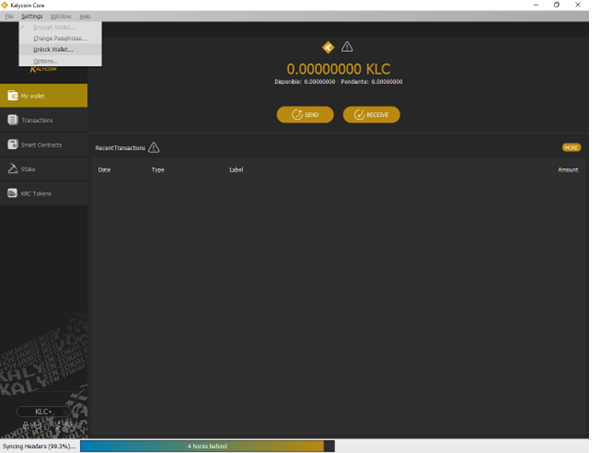 Kalycoin Core
File Settings Window Help
Encrypt Wallet...
Change Passphrase...
Unlock Wallet...
Options...
KALYCOIN
0.00000000 KLC
Disponible: 0.00000000 Pendiente: 0.00000000
SEND RECEIVE
My wallet
Transactions
Smart Contracts
Stake
KRC Tokens
RecentTransactions MORE
Date Type Label Amount
KLC
Syncing Headers (99.3%)... 4 horas behind